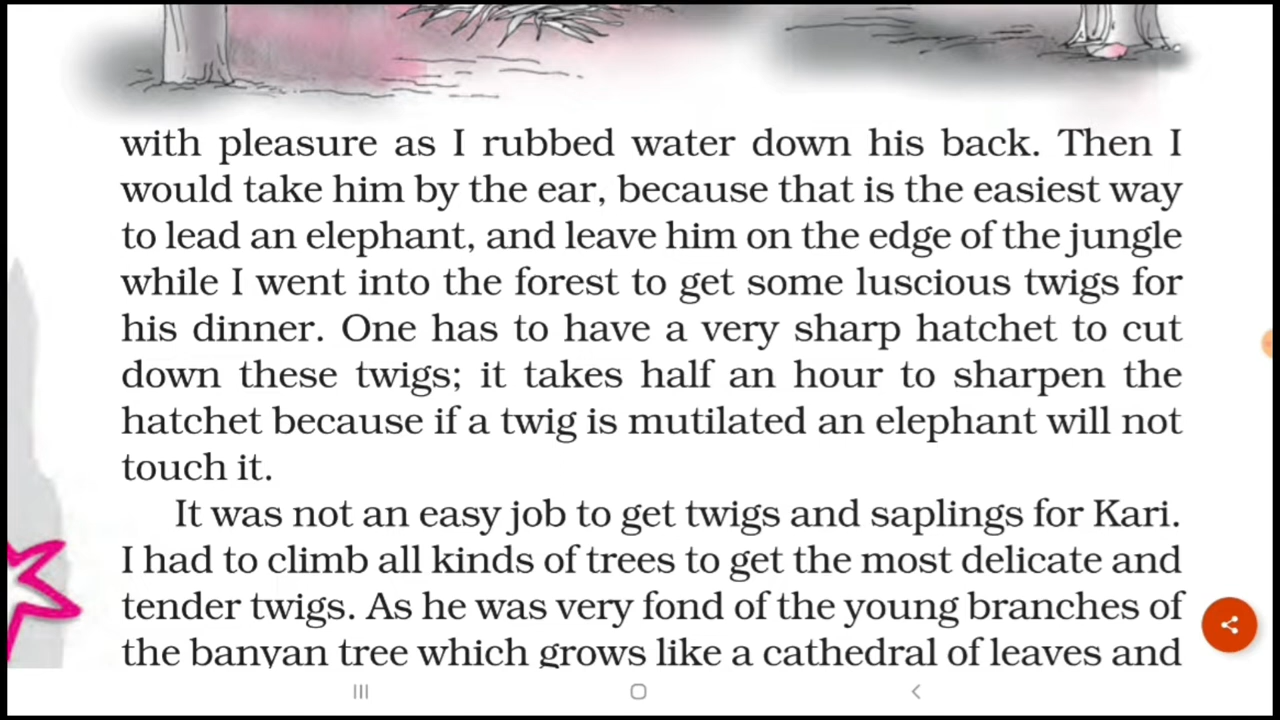 with pleasure as I rubbed water down his back. Then I
would take him by the ear, because that is the easiest way
to lead an elephant, and leave him on the edge of the jungle
while I went into the forest to get some luscious twigs for
his dinner. One has to have a very sharp hatchet to cut
down these twigs; it takes half an hour to sharpen the
hatchet because if a twig is mutilated an elephant will not
touch it.
It was not an easy job to get twigs and saplings for Kari.
I had to climb all kinds of trees to get the most delicate and
tender twigs. As he was very fond of the young branches of
the banyan tree which grows like a cathedral of leaves and